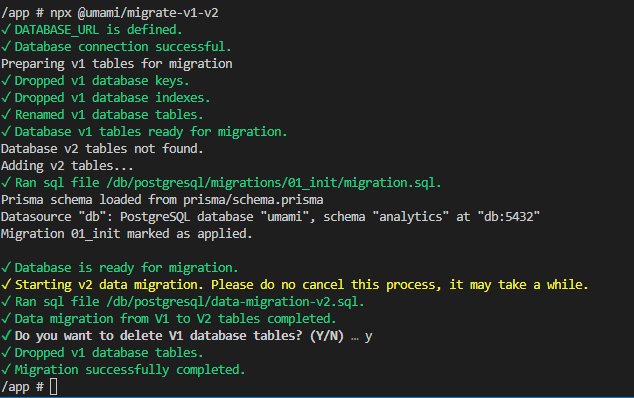 /app # npx @umami/migrate-v1-v2
✓ DATABASE_URL is defined.
✓ Database connection successful.
Preparing v1 tables for migration
✓ Dropped v1 database keys.
✓ Dropped v1 database indexes.
✓ Renamed v1 database tables.
✓ Database v1 tables ready for migration.
Database v2 tables not found.
Adding v2 tables...
✓ Ran sql file /db/postgresql/migrations/01_init/migration.sql.
Prisma schema loaded from prisma/schema.prisma
Datasource "db": PostgreSQL database "umami", schema "analytics" at "db:5432"
Migration 01_init marked as applied.
✓ Database is ready for migration.
✓ Starting v2 data migration. Please do no cancel this process, it may take a while.
✓ Ran sql file /db/postgresql/data-migration-v2.sql.
✓ Data migration from V1 to V2 tables completed.
✓ Do you want to delete V1 database tables? (Y/N) … y
✓ Dropped v1 database tables.
✓ Migration successfully completed.
/app #